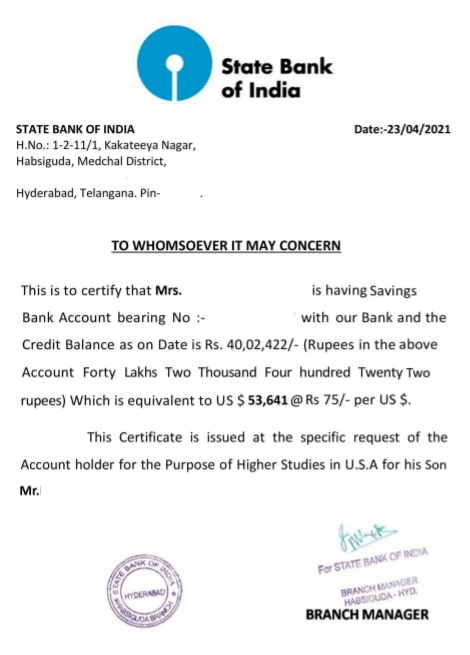 State Bank
of India
STATE BANK OF INDIA
Date:-23/04/2021
H.No.: 1-2-11/1, Kakateeya Nagar,
Habsiguda, Medchal District,
Hyderabad, Telangana. Pin- .
TO WHOMSOEVER IT MAY CONCERN
This is to certify that Mrs. is having Savings
Bank Account bearing No :- with our Bank and the
Credit Balance as on Date is Rs. 40,02,422/- (Rupees in the above
Account Forty Lakhs Two Thousand Four hundred Twenty Two
rupees) Which is equivalent to US $ 53,641 @ Rs 75/- per US $.
This Certificate is issued at the specific request of the
Account holder for the Purpose of Higher Studies in U.S.A for his Son
Mr.
STATE BANK OF INDIA
HYDERABAD
HABSIGUDA BRANCH
For STATE BANK OF INDIA
BRANCH MANAGER
HABSIGUDA - HYD.
BRANCH MANAGER